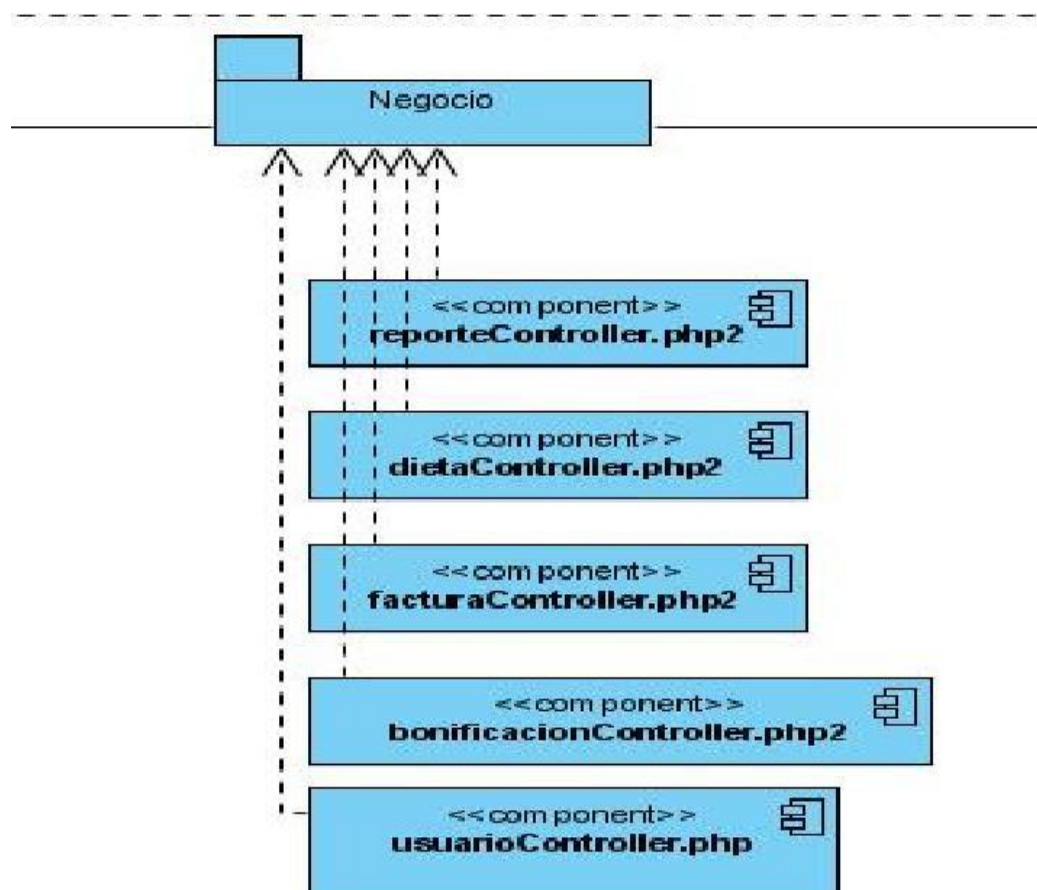 Negocio
<<component>>
reporteController.php2
<<component>>
dietaController.php2
<<component>>
facturaController.php2
<<component>>
bonificacionController.php2
<<component>>
usuarioController.php